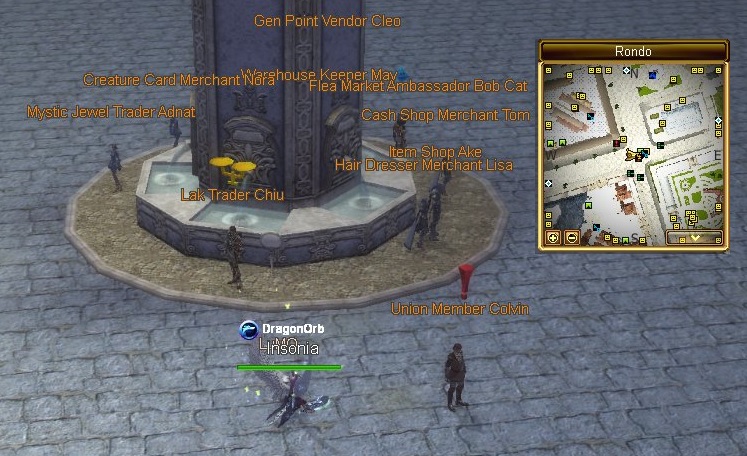 Gen Point Vendor Cleo
Rondo
N
Warehouse Keeper May
Creature Card Merchant Nora
Flea Market Ambassador Bob Cat
Mystic Jewel Trader Adnat
Cash Shop Merchant Tom
Item Shop Ake
W
E
Hair Dresser Merchant Lisa
Lak Trader Chiu
S
Union Member Colvin
DragonOrb
Insonia